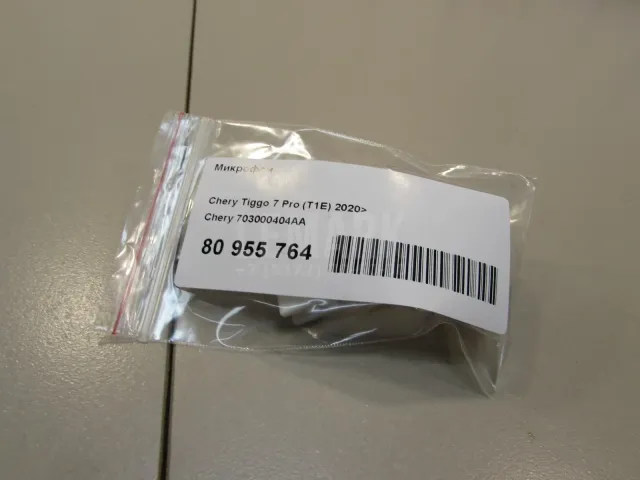 Микрофон
Chery Tiggo 7 Pro (T1E) 2020>
Chery 703000404AA
80 955 764